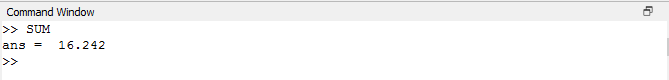 Command Window
>> SUM
ans =  16.242
>>